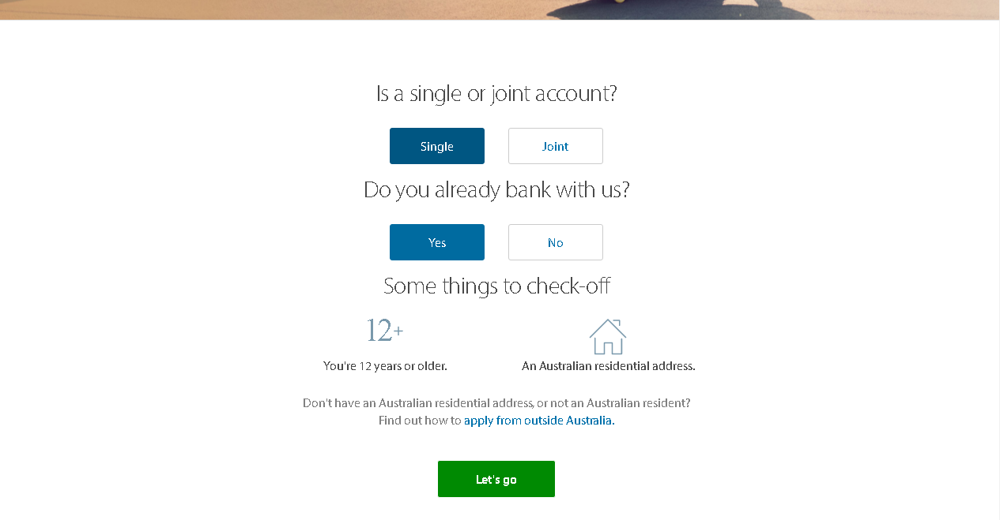 Is a single or joint account?
Single Joint
Do you already bank with us?
Yes No
Some things to check-off
12+
You're 12 years or older. An Australian residential address.
Don't have an Australian residential address, or not an Australian resident?
Find out how to apply from outside Australia.
Let's go